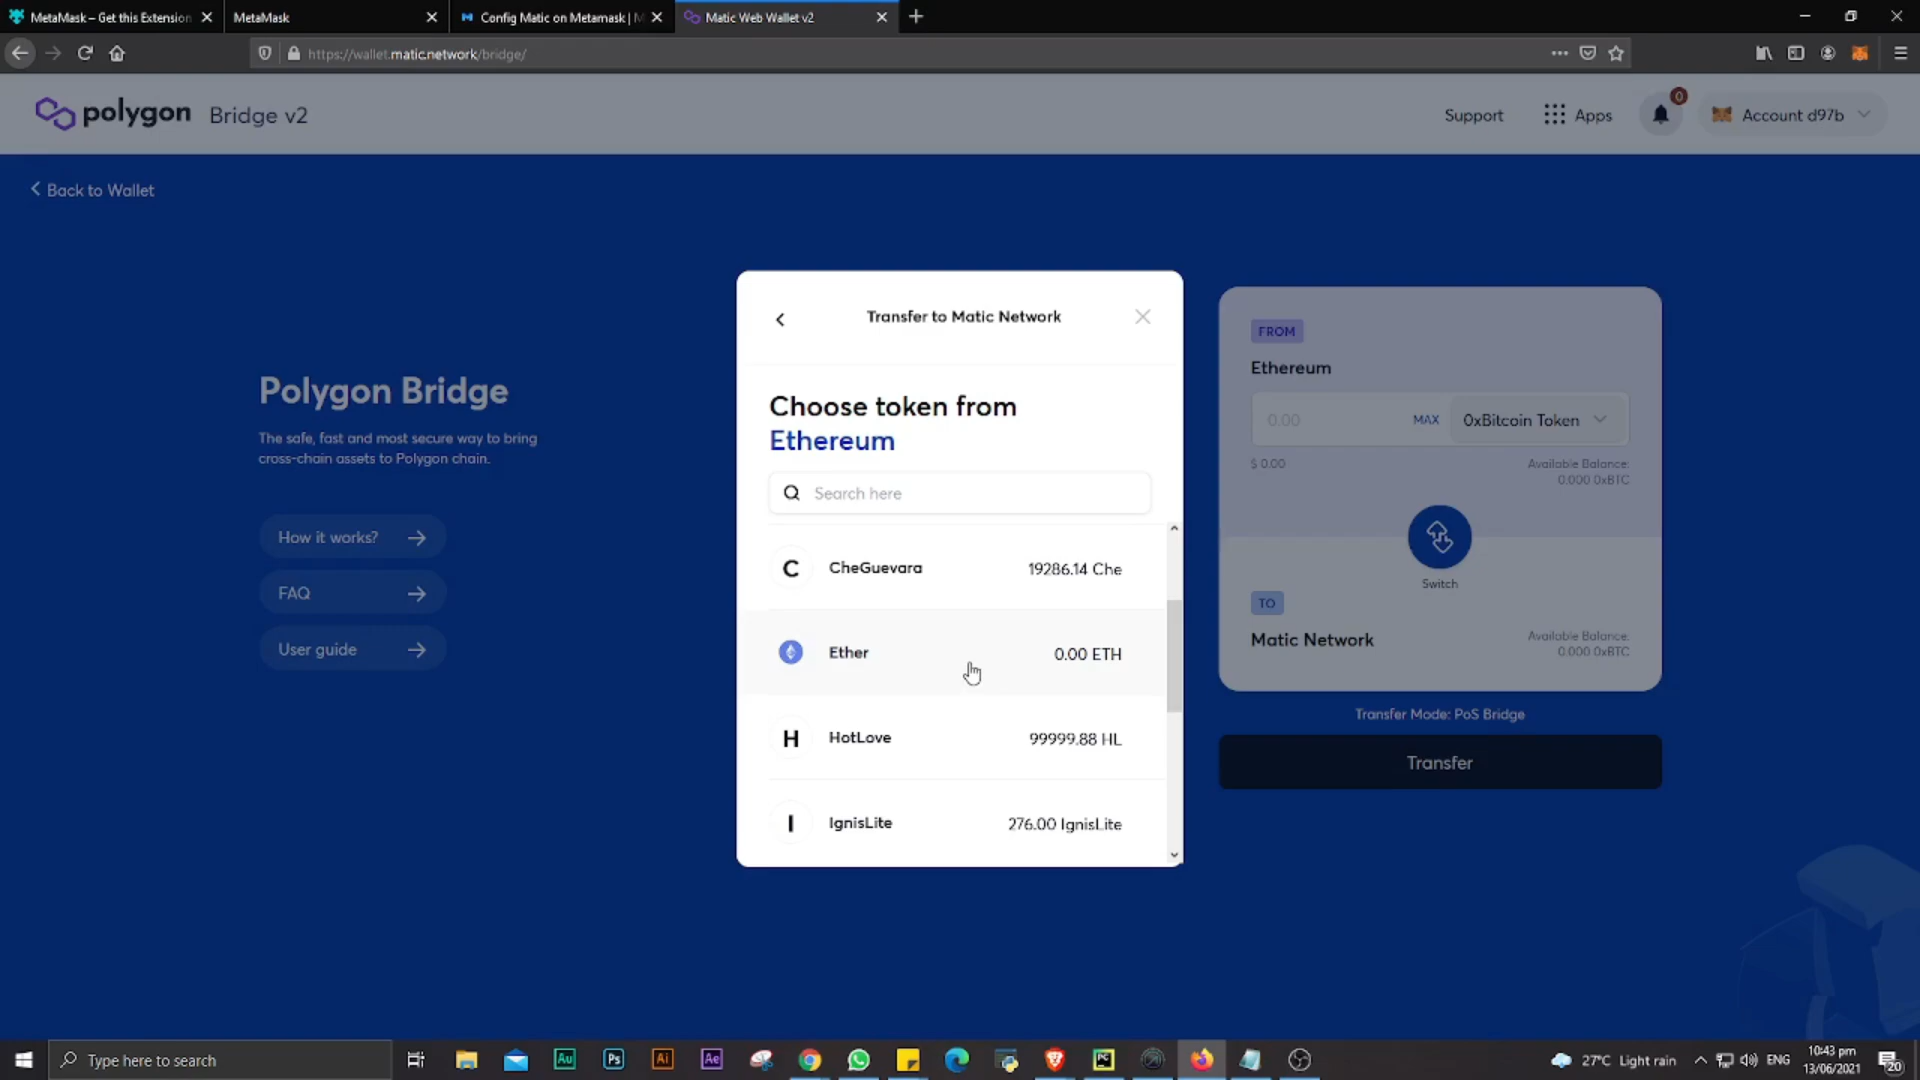 MetaMask – Get this Extension
MetaMask
Config Matic on Metamask | M
Matic Web Wallet v2
https://wallet.matic.network/bridge/
polygon Bridge v2
Support
Apps
0
Account d97b
Back to Wallet
Polygon Bridge
The safe, fast and most secure way to bring
cross-chain assets to Polygon chain.
How it works?
FAQ
User guide
Transfer to Matic Network
Choose token from
Ethereum
Search here
C CheGuevara 19286.14 Che
Ether 0.00 ETH
H HotLove 99999.88 HL
I IgnisLite 276.00 IgnisLite
FROM
Ethereum
0.00 MAX 0xBitcoin Token
$ 0.00 Available Balance:
0.000 0xBTC
Switch
TO
Matic Network Available Balance:
0.000 0xBTC
Transfer Mode: PoS Bridge
Transfer
Type here to search
Au
Ps
Ai
Ae
PC
27°C Light rain
ENG
10:43 pm
13/06/2021
20